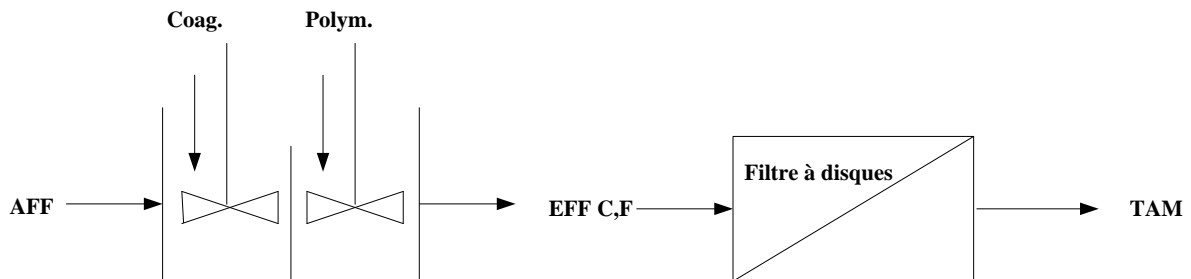 Coag.
Polym.
Filtre à disques
AFF
EFF C,F
TAM